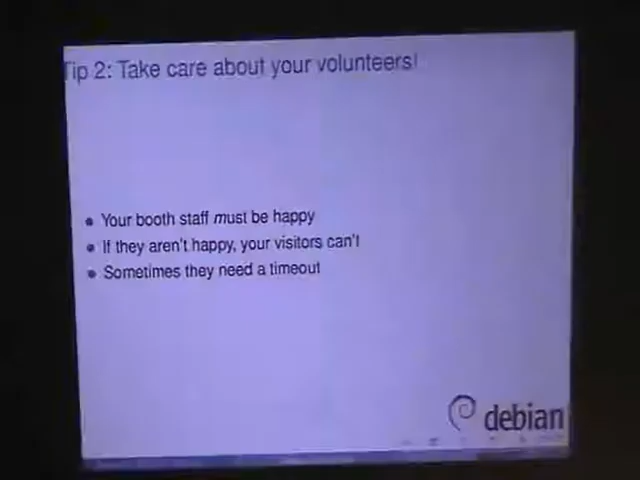 Tip 2: Take care about your volunteers!
Your booth staff must be happy
If they aren't happy, your visitors can't
Sometimes they need a timeout
debian